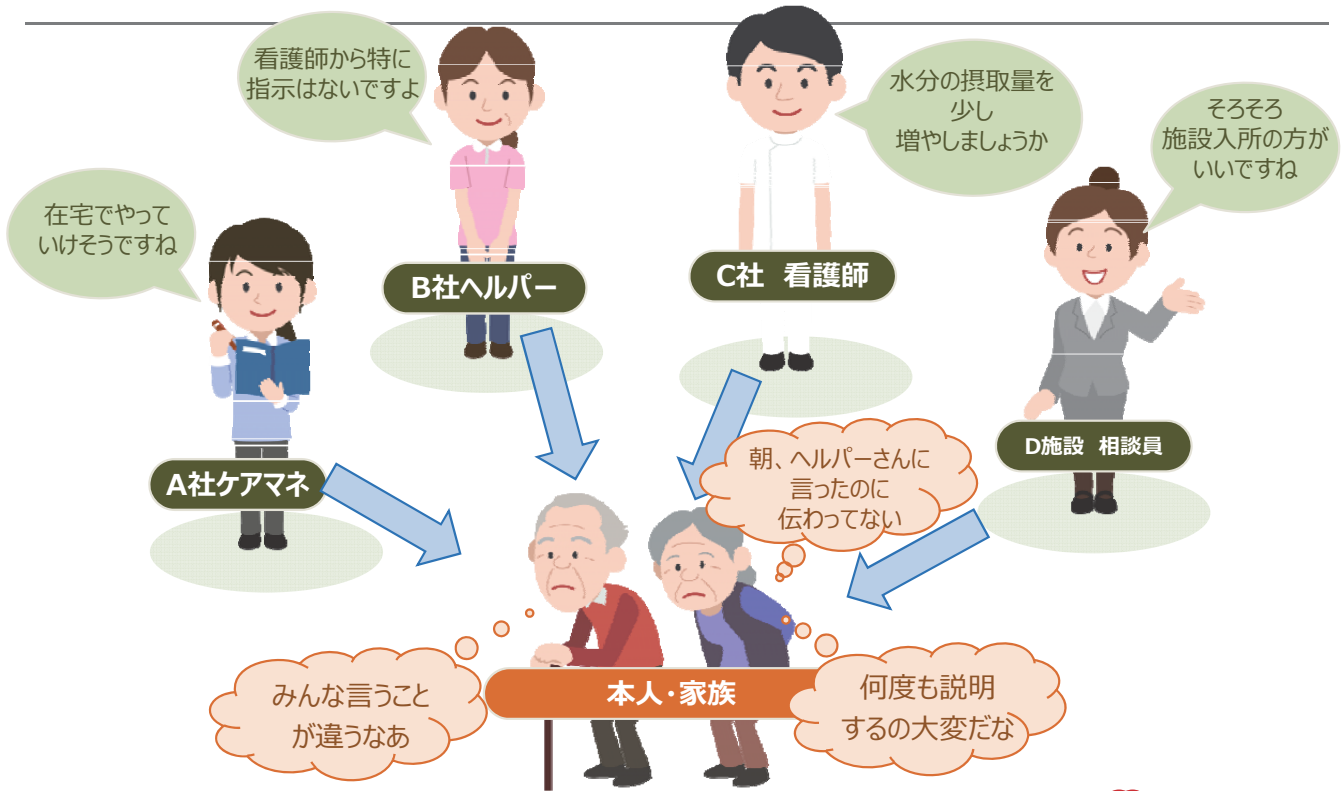 看護師から特に
指示はないですよ
水分の摂取量を
少し
増やしましょうか
そろそろ
施設入所の方が
いいですね
在宅でやって
いけそうですね
B社ヘルパー
C社 看護師
D施設 相談員
A社ケアマネ
朝、ヘルパーさんに
言ったのに
伝わってない
みんな言うこと
が違うなあ
本人・家族
何度も説明
するの大変だな